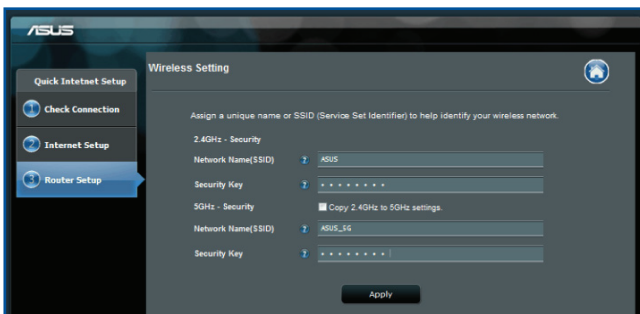 ASUS
Quick Intetnet Setup
1 Check Connection
2 Internet Setup
3 Router Setup
Wireless Setting
Assign a unique name or SSID (Service Set Identifier) to help identify your wireless network.
2.4GHz - Security
Network Name(SSID) ? ASUS
Security Key ? • • • • • • • •
5GHz - Security Copy 2.4GHz to 5GHz settings.
Network Name(SSID) ? ASUS_5G
Security Key ? • • • • • • • •
Apply